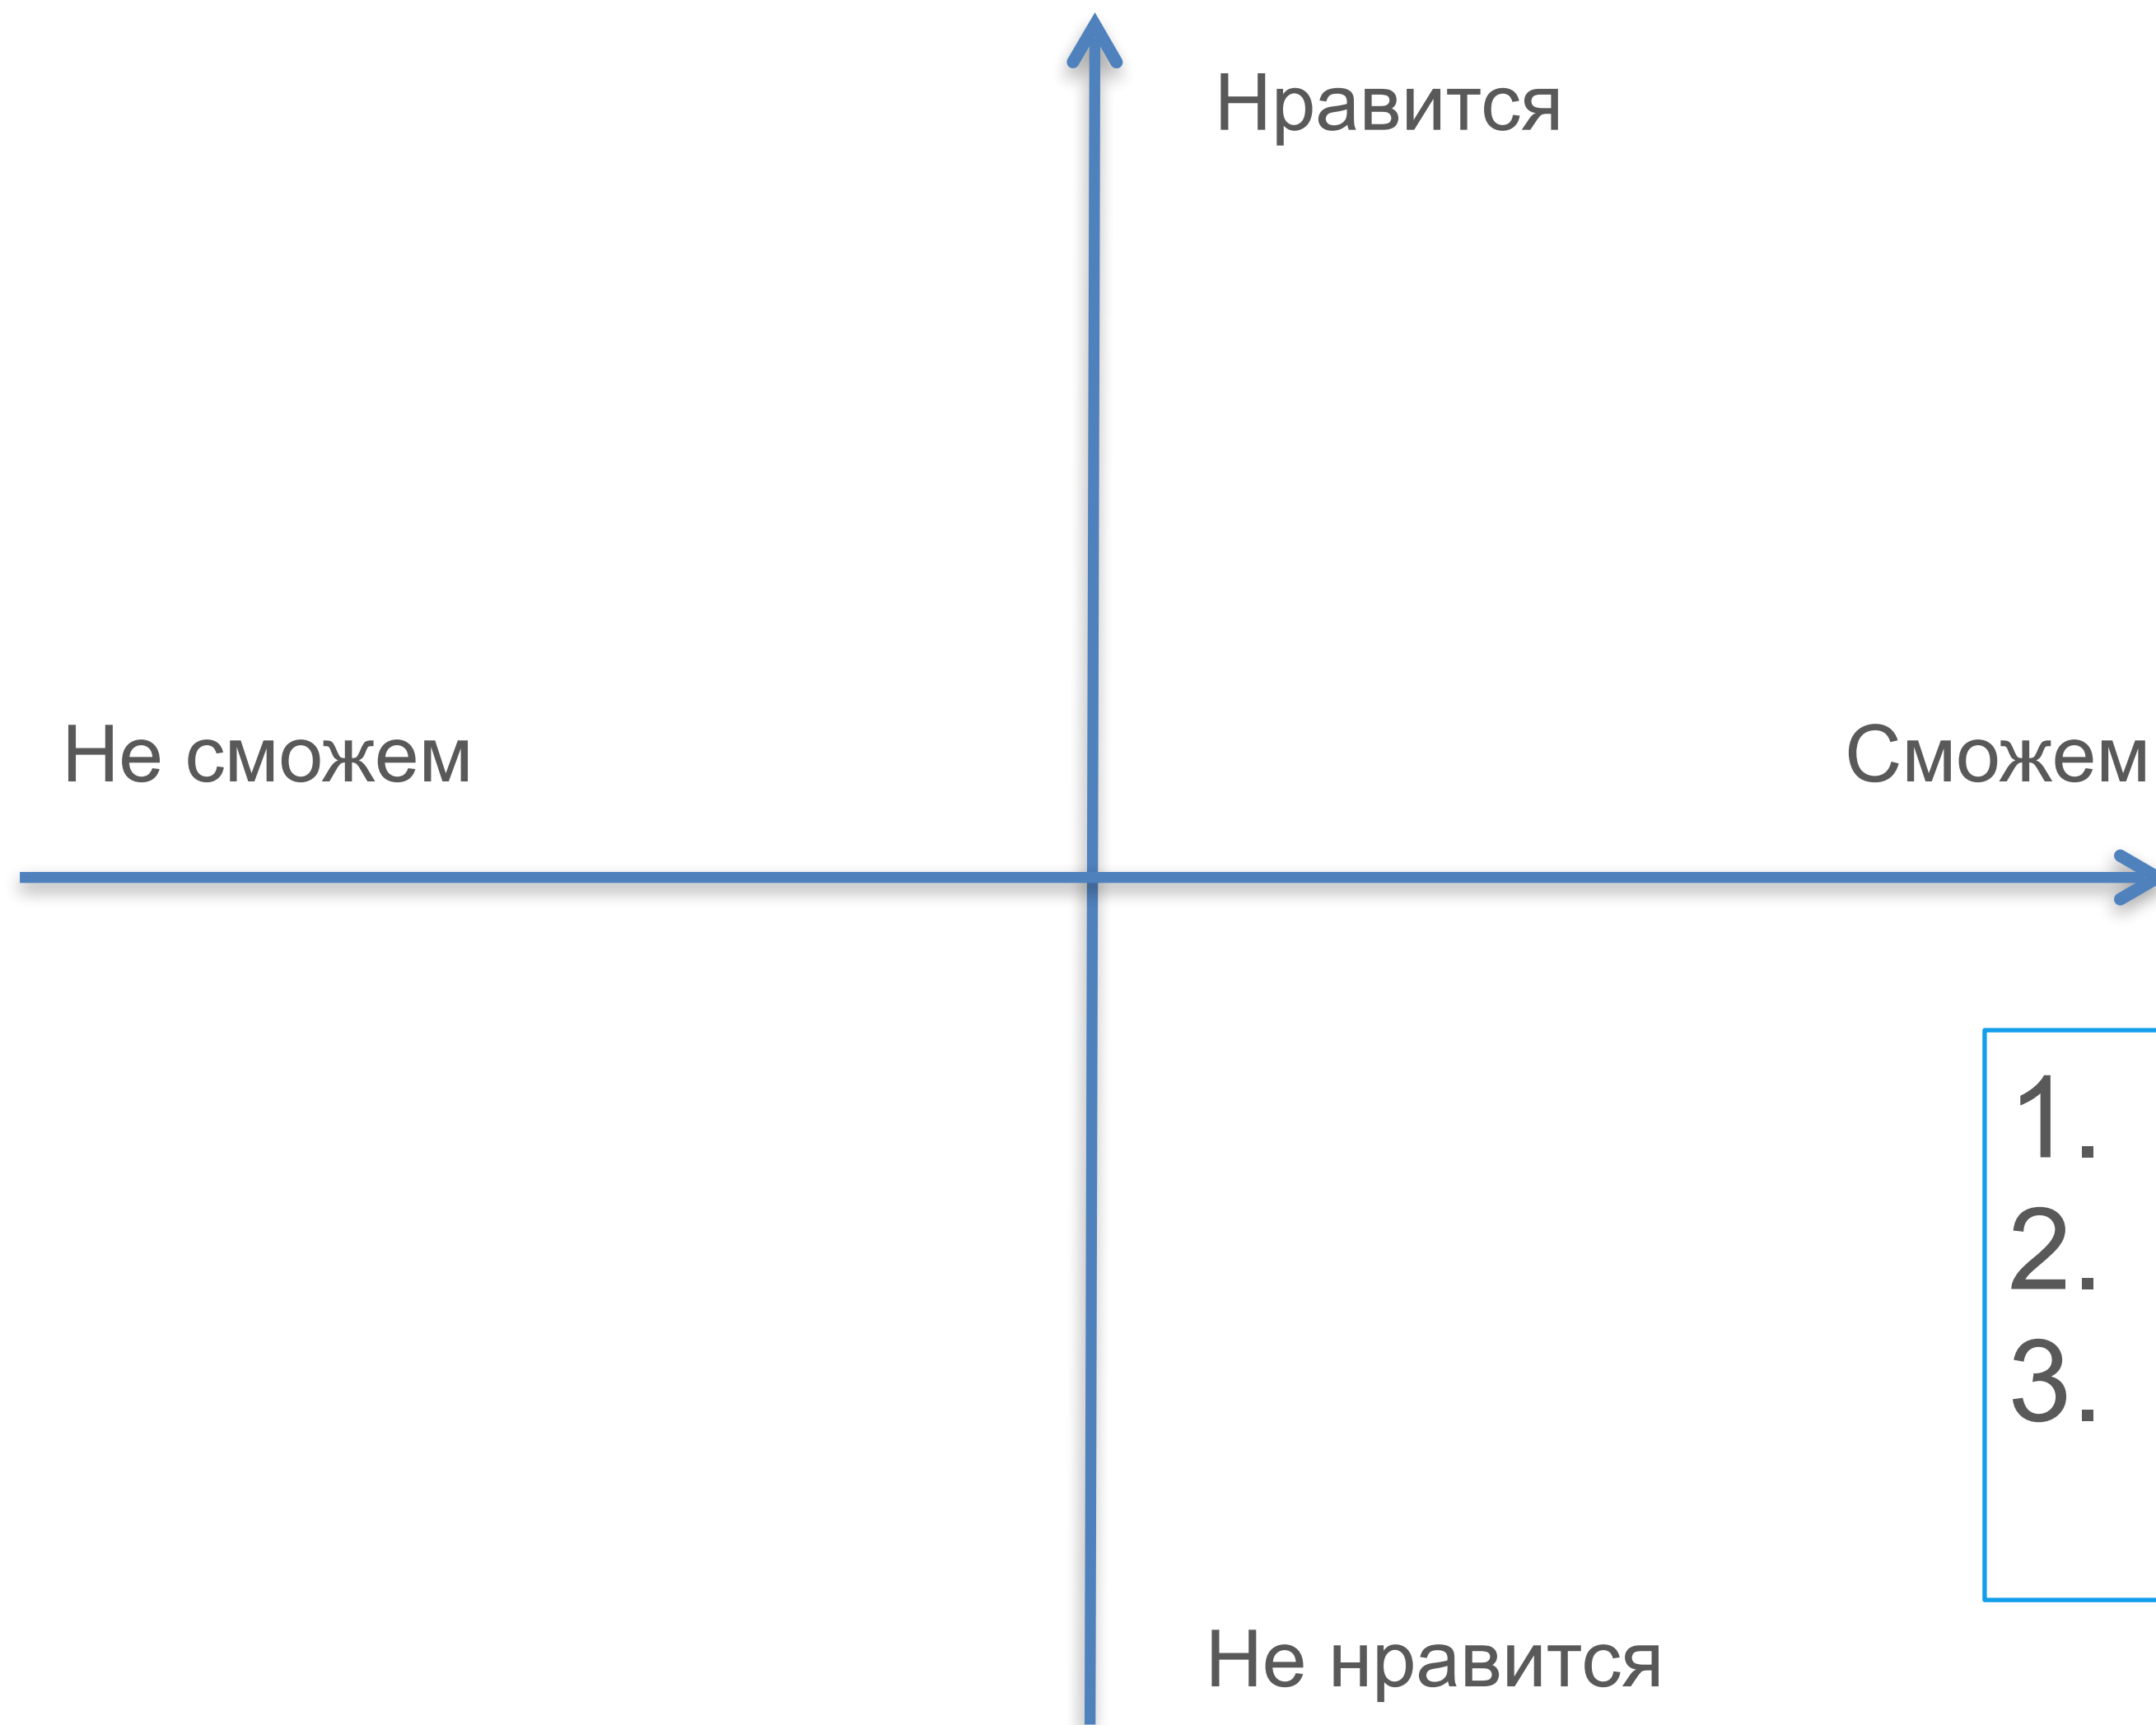 Нравится
Не сможем
Сможем
1.
2.
3.
Не нравится